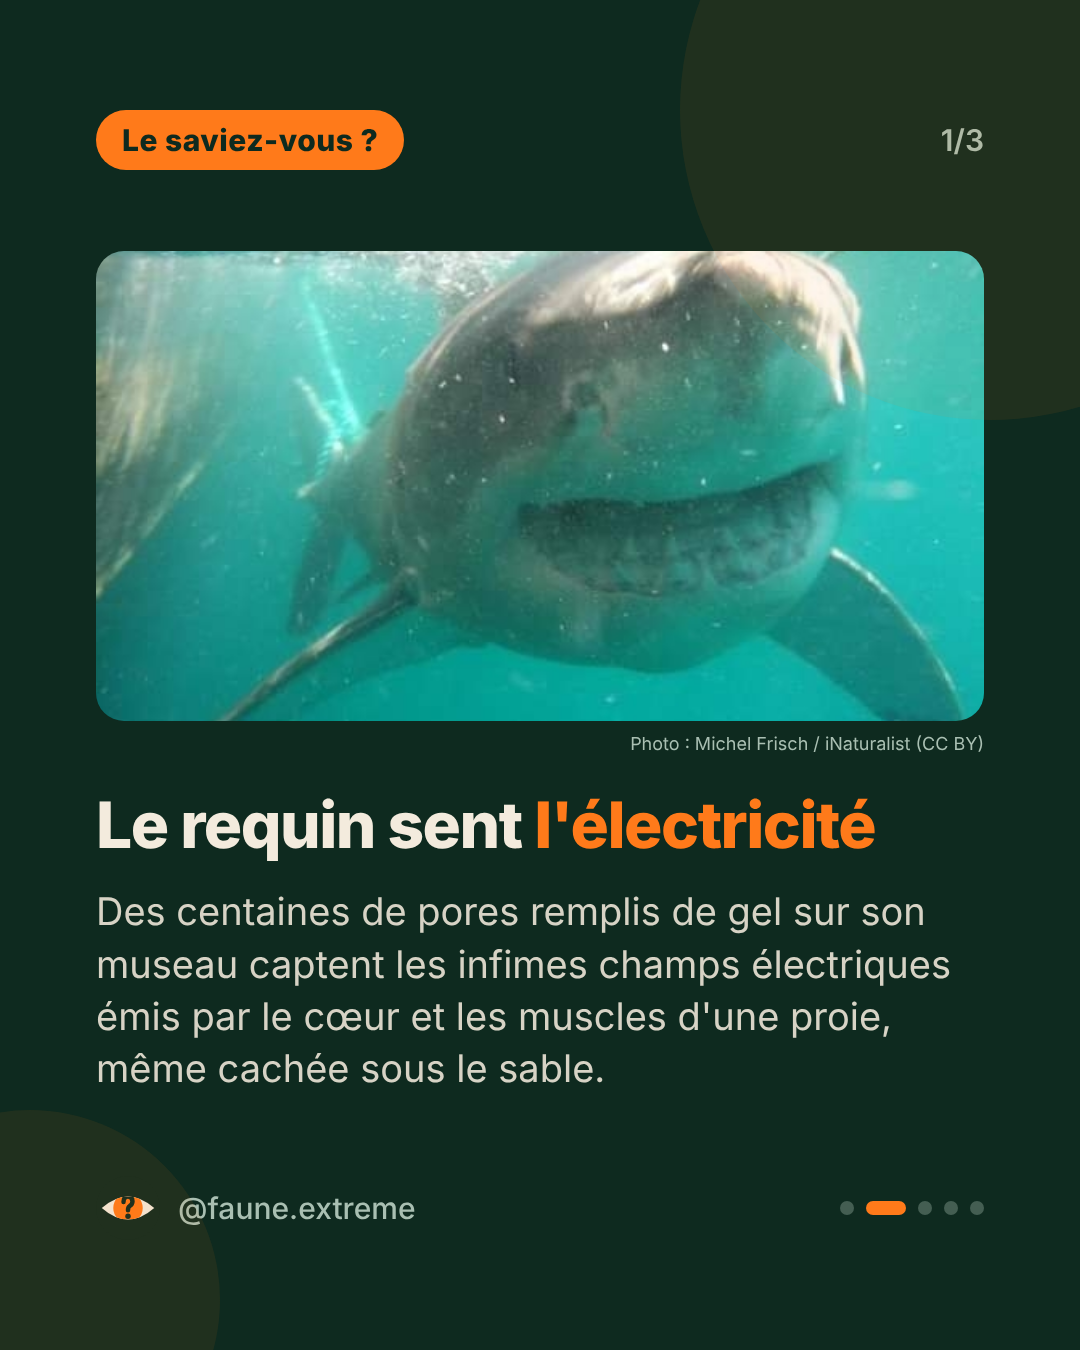 Le saviez-vous ?
1/3
Photo : Michel Frisch / iNaturalist (CC BY)
Le requin sent l'électricité
Des centaines de pores remplis de gel sur son
museau captent les infimes champs électriques
émis par le cœur et les muscles d'une proie,
même cachée sous le sable.
?
@faune.extreme